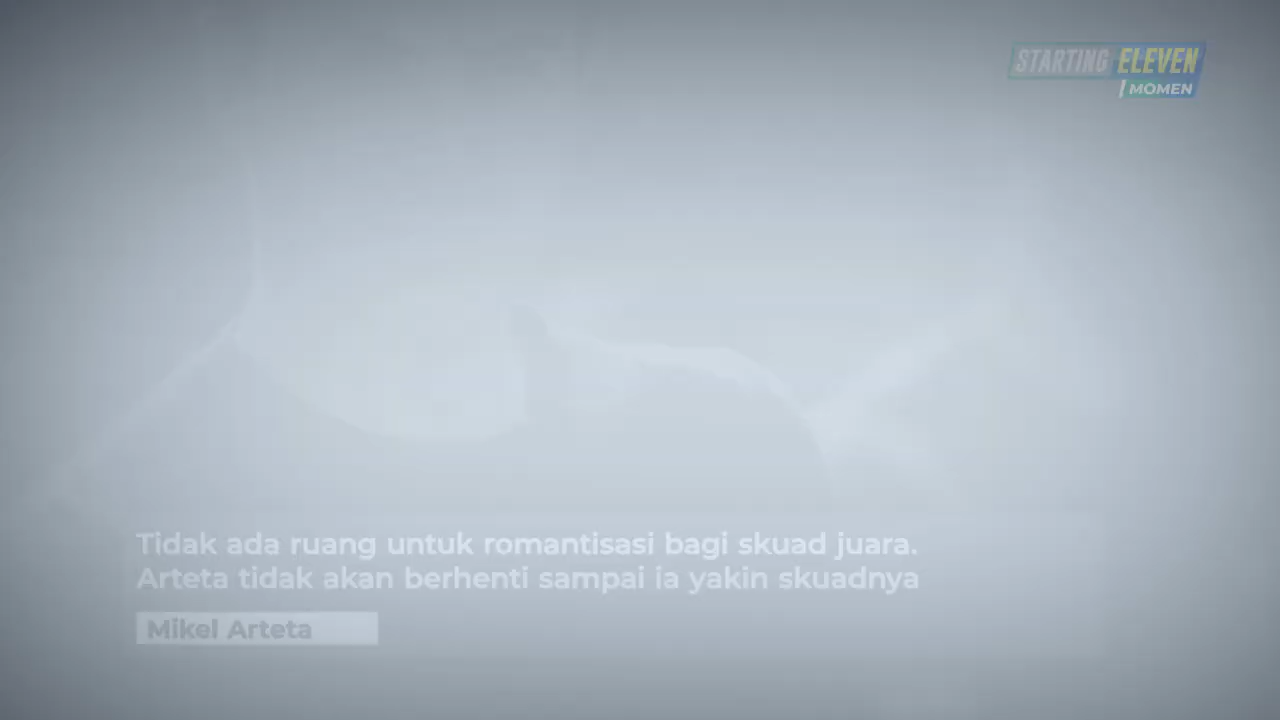 STARTING ELEVEN
MOMEN
Tidak ada ruang untuk romantisasi bagi skuad juara.
Arteta tidak akan berhenti sampai ia yakin skuadnya
Mikel Arteta